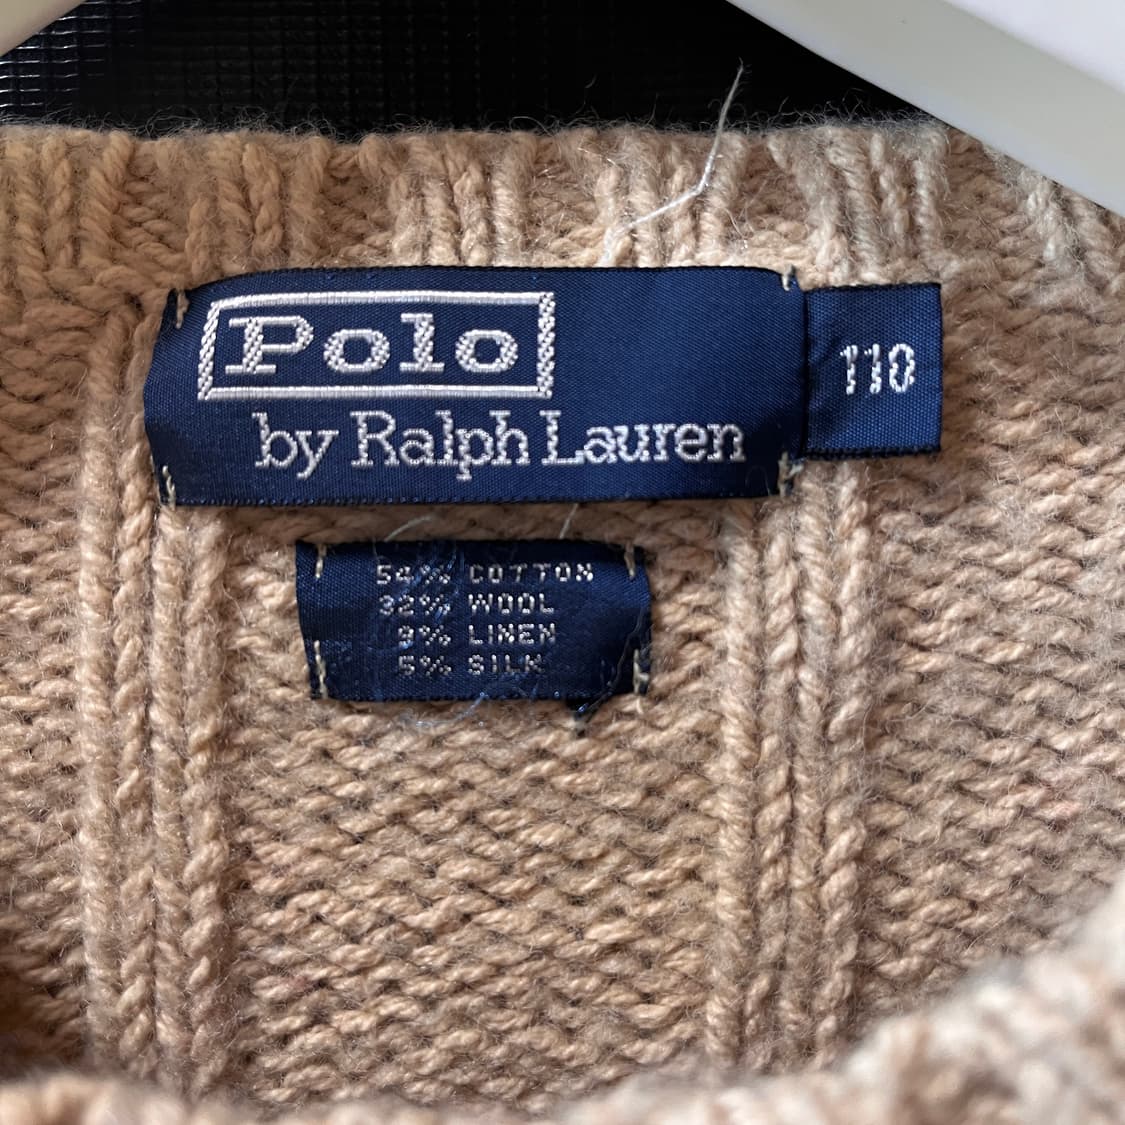 Polo
by Ralph Lauren
110
54% COTTON
32% WOOL
9% LINEN
5% SILK